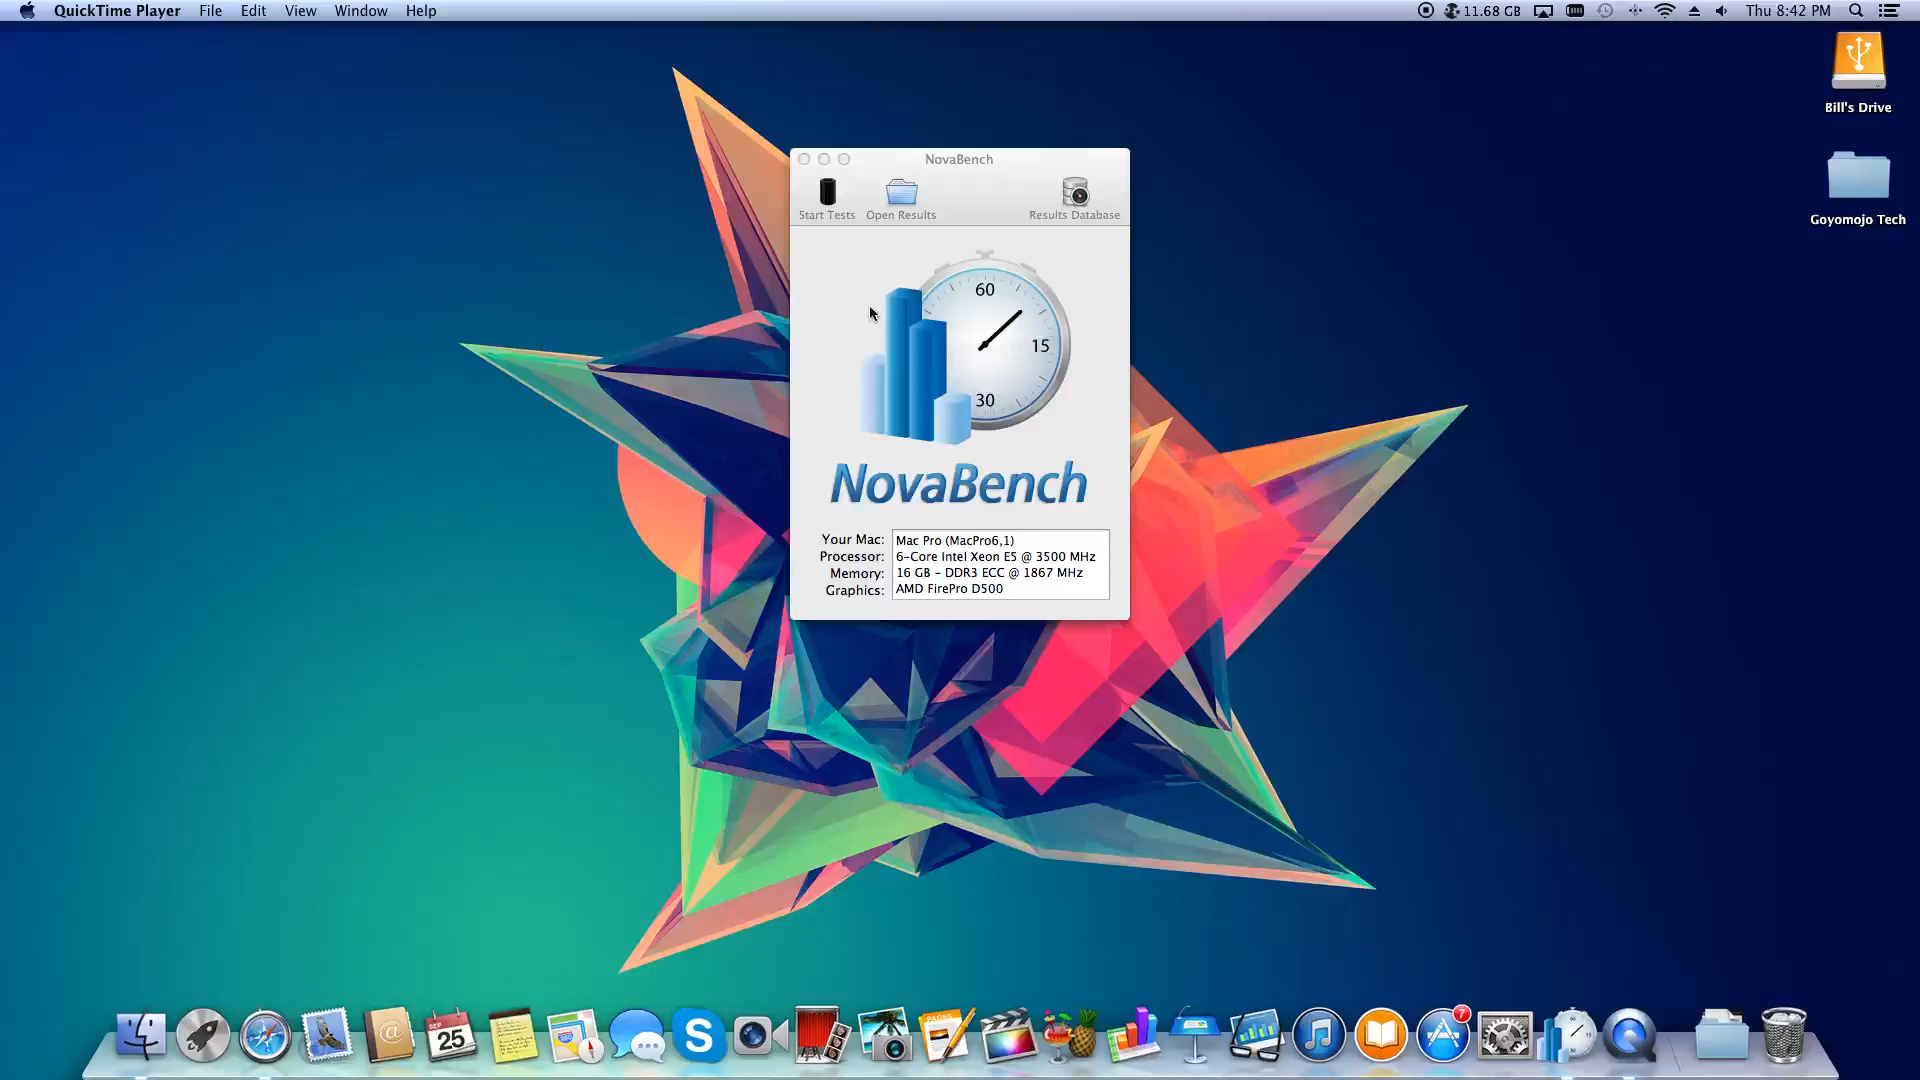 QuickTime Player File Edit View Window Help 11.68 GB Thu 8:42 PM
Bill's Drive
Goyomojo Tech
NovaBench
Start Tests Open Results Results Database
60
15
30
NovaBench
Your Mac: Mac Pro (MacPro6,1)
Processor: 6-Core Intel Xeon E5 @ 3500 MHz
Memory: 16 GB - DDR3 ECC @ 1867 MHz
Graphics: AMD FirePro D500
SEP
25
PAGES
7